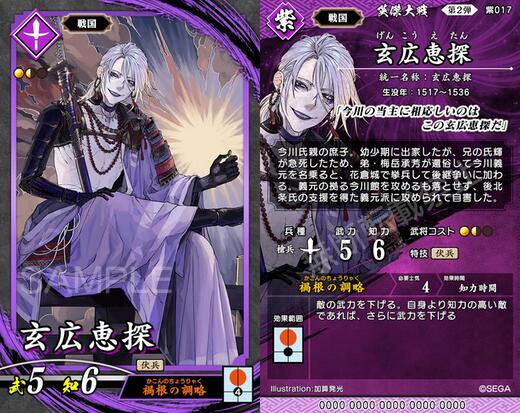 戦国
SAMPLE
玄広恵探
伏兵
武5 知6
かこんのちょうりゃく
禍根の調略
4
紫
戦国
英傑大戦
第2弾
紫017
げんこうえたん
玄広恵探
統一名称：玄広恵探
生没年：1517～1536
「今川の当主に相応しいのは
この玄広恵探だ」
今川氏親の庶子。幼少期に出家したが、兄の氏輝
が急死したため、弟・梅岳承芳が還俗して今川義
元を名乗ると、花倉城で挙兵して後継争いに加わ
る。義元の拠る今川館を攻めるも落とせず、後北
条氏の支援を得た義元派に攻められて自害した。
兵種 武力 知力 武将コスト
槍兵 5 6
特技 伏兵
かこんのちょうりゃく
禍根の調略
必要士気
4
効果時間
知力時間
効果範囲
敵の武力を下げる。自身より知力の高い敵
であれば、さらに武力を下げる
Illustration:加算発光
©SEGA
0000 0000 0000 0000 0000